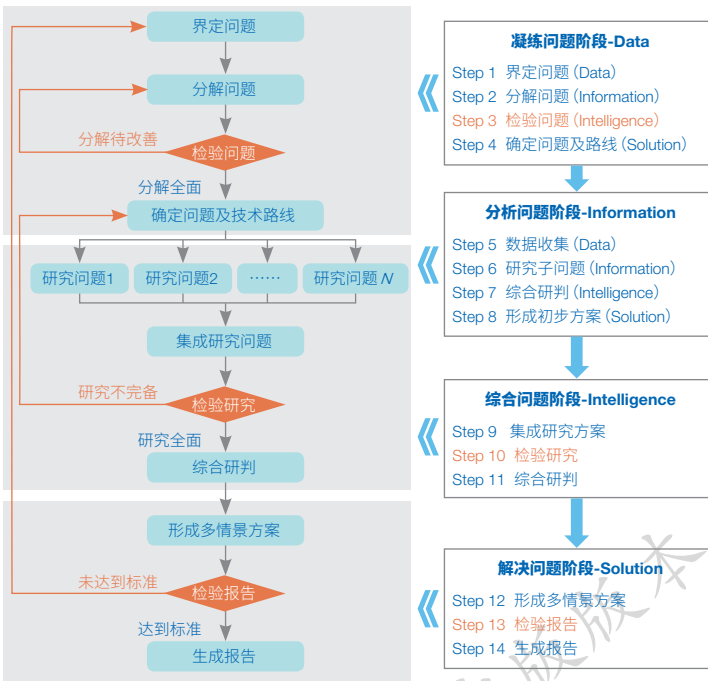 界定问题
分解问题
分解待改善
检验问题
分解全面
确定问题及技术路线
研究问题1
研究问题2
……
研究问题 N
集成研究问题
研究不完备
检验研究
研究全面
综合研判
形成多情景方案
未达到标准
检验报告
达到标准
生成报告
凝练问题阶段-Data
Step 1 界定问题(Data)
Step 2 分解问题(Information)
Step 3 检验问题(Intelligence)
Step 4 确定问题及路线(Solution)
分析问题阶段-Information
Step 5 数据收集(Data)
Step 6 研究子问题(Information)
Step 7 综合研判(Intelligence)
Step 8 形成初步方案(Solution)
综合问题阶段-Intelligence
Step 9 集成研究方案
Step 10 检验研究
Step 11 综合研判
解决问题阶段-Solution
Step 12 形成多情景方案
Step 13 检验报告
Step 14 生成报告
版版本